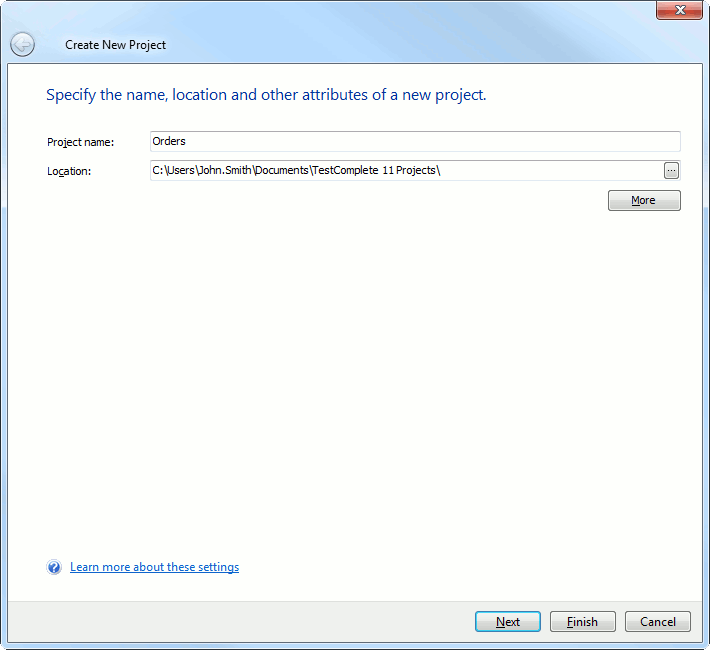 Create New Project
Specify the name, location and other attributes of a new project.
Project name: Orders
Location: C:\Users\John.Smith\Documents\TestComplete 11 Projects\ ...
More
Learn more about these settings
Next Finish Cancel